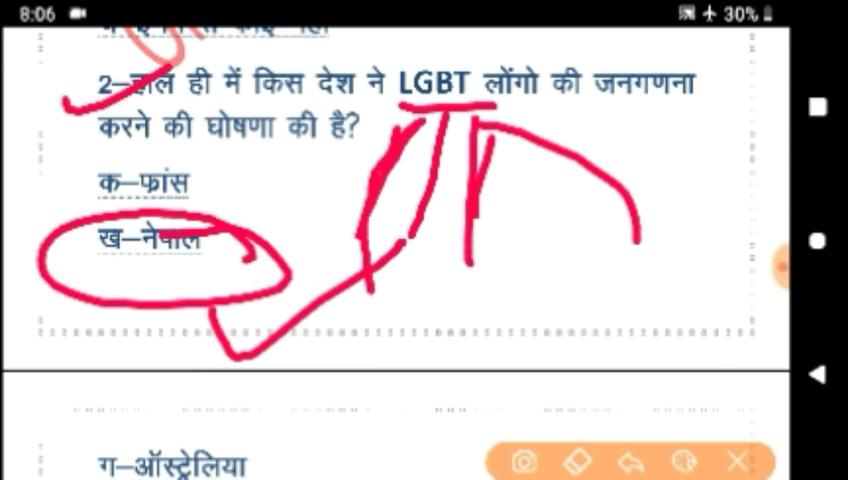 8:06 30%
2–हाल ही में किस देश ने LGBT लोंगो की जनगणना
करने की घोषणा की है?
क–फ्रांस
ख–नेपाल
ग–ऑस्ट्रेलिया